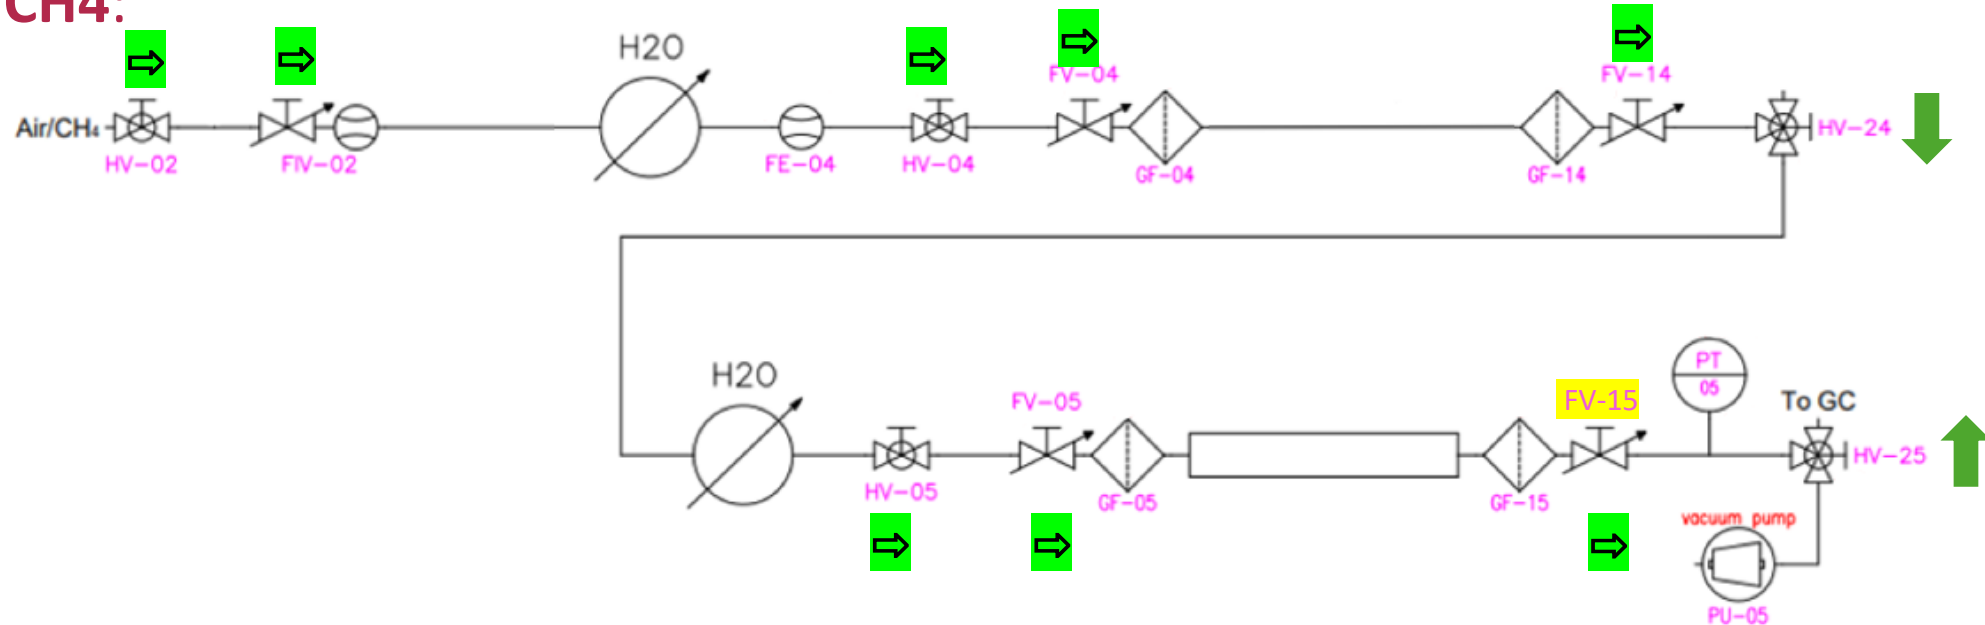 CH4:
H2O
FV-04
FV-14
Air/CH₄
HV-24
HV-02
FIV-02
FE-04
HV-04
GF-04
GF-14
H2O
FV-05
FV-15
PT
05
To GC
HV-25
HV-05
GF-05
GF-15
vacuum pump
PU-05